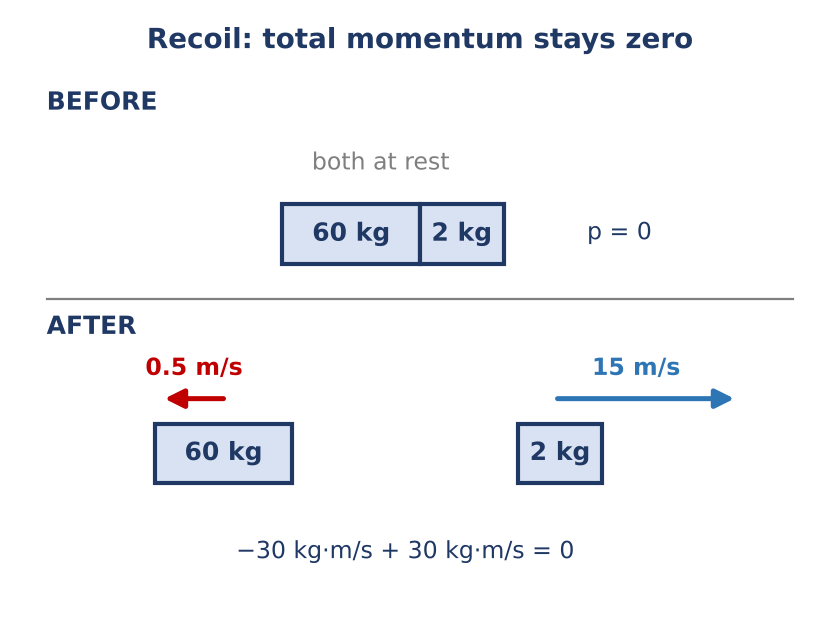 Recoil: total momentum stays zero
BEFORE
both at rest
60 kg
2 kg
p = 0
AFTER
0.5 m/s
15 m/s
60 kg
2 kg
−30 kg·m/s + 30 kg·m/s = 0